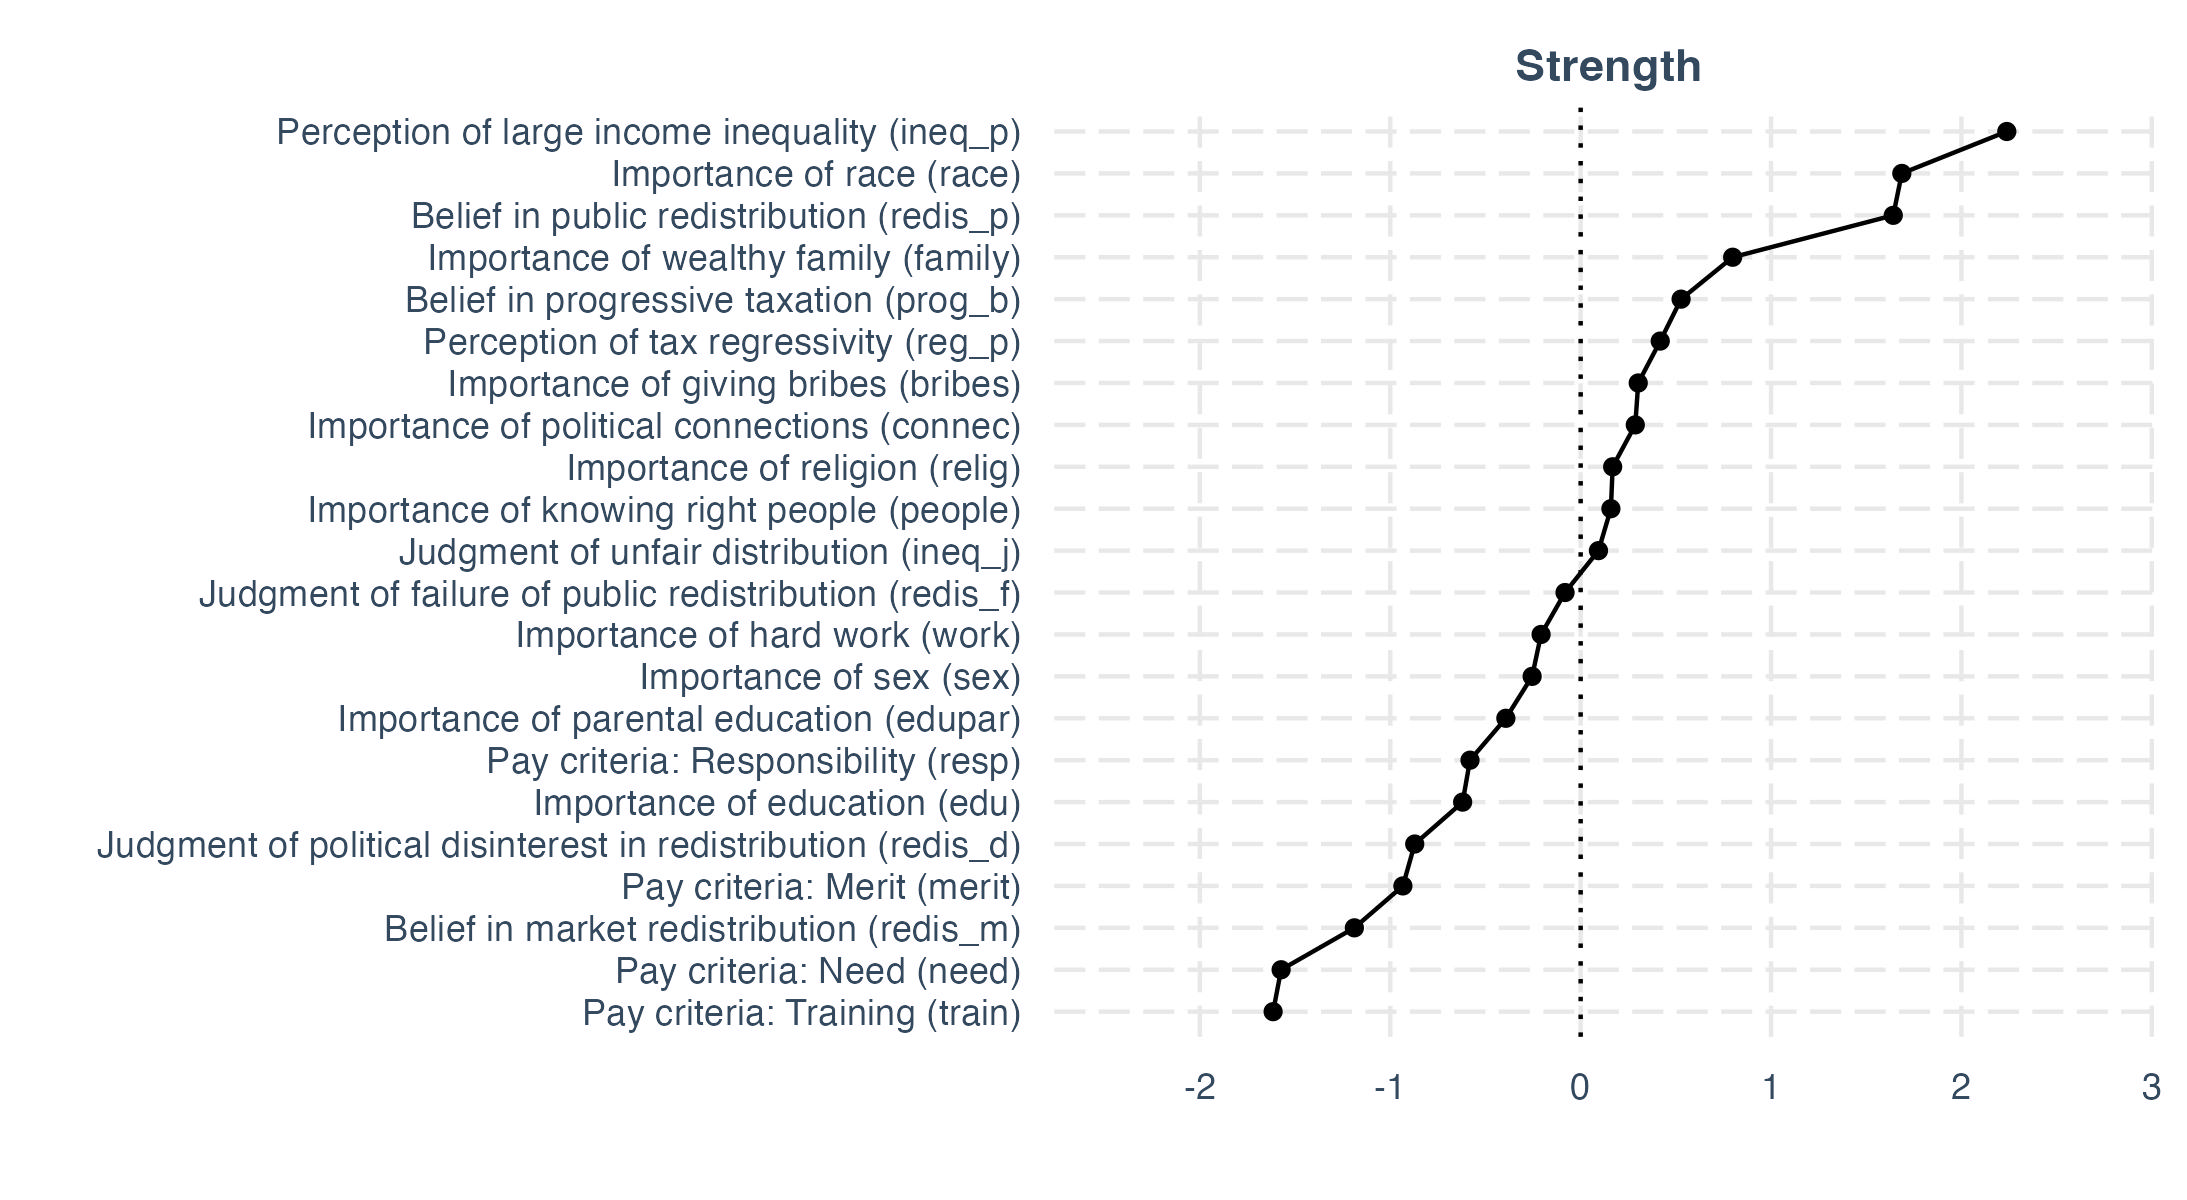 Strength
Perception of large income inequality (ineq_p)
Importance of race (race)
Belief in public redistribution (redis_p)
Importance of wealthy family (family)
Belief in progressive taxation (prog_b)
Perception of tax regressivity (reg_p)
Importance of giving bribes (bribes)
Importance of political connections (connec)
Importance of religion (relig)
Importance of knowing right people (people)
Judgment of unfair distribution (ineq_j)
Judgment of failure of public redistribution (redis_f)
Importance of hard work (work)
Importance of sex (sex)
Importance of parental education (edupar)
Pay criteria: Responsibility (resp)
Importance of education (edu)
Judgment of political disinterest in redistribution (redis_d)
Pay criteria: Merit (merit)
Belief in market redistribution (redis_m)
Pay criteria: Need (need)
Pay criteria: Training (train)
-2 -1 0 1 2 3